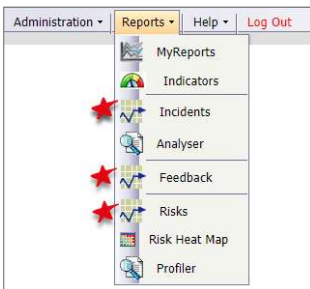 Administration Reports Help Log Out
MyReports
Indicators
Incidents
Analyser
Feedback
Risks
Risk Heat Map
Profiler